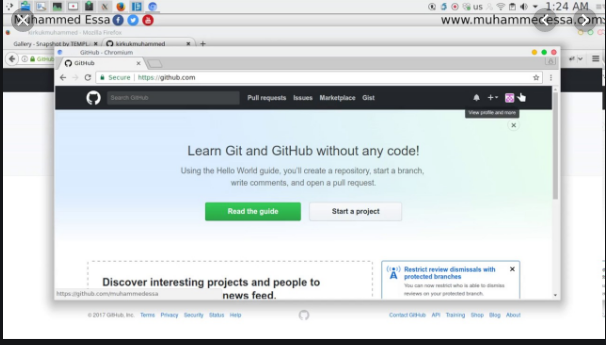 us
1:24 AM
Muhammed Essa
www.muhammedessa.com
kirkukmuhammed - Mozilla Firefox
Gallery - Snapshot by TEMPL
kirkukmuhammed
GitHub - Chromium
GitHub
Secure | https://github.com
Search GitHub
Pull requests Issues Marketplace Gist
View profile and more
Learn Git and GitHub without any code!
Using the Hello World guide, you'll create a repository, start a branch,
write comments, and open a pull request.
Read the guide
Start a project
Discover interesting projects and people to
news feed.
Restrict review dismissals with
protected branches
You can now restrict who is able to dismiss
reviews on your protected branch.
https://github.com/muhammedessa
© 2017 GitHub, Inc. Terms Privacy Security Status Help
Contact GitHub API Training Shop Blog About